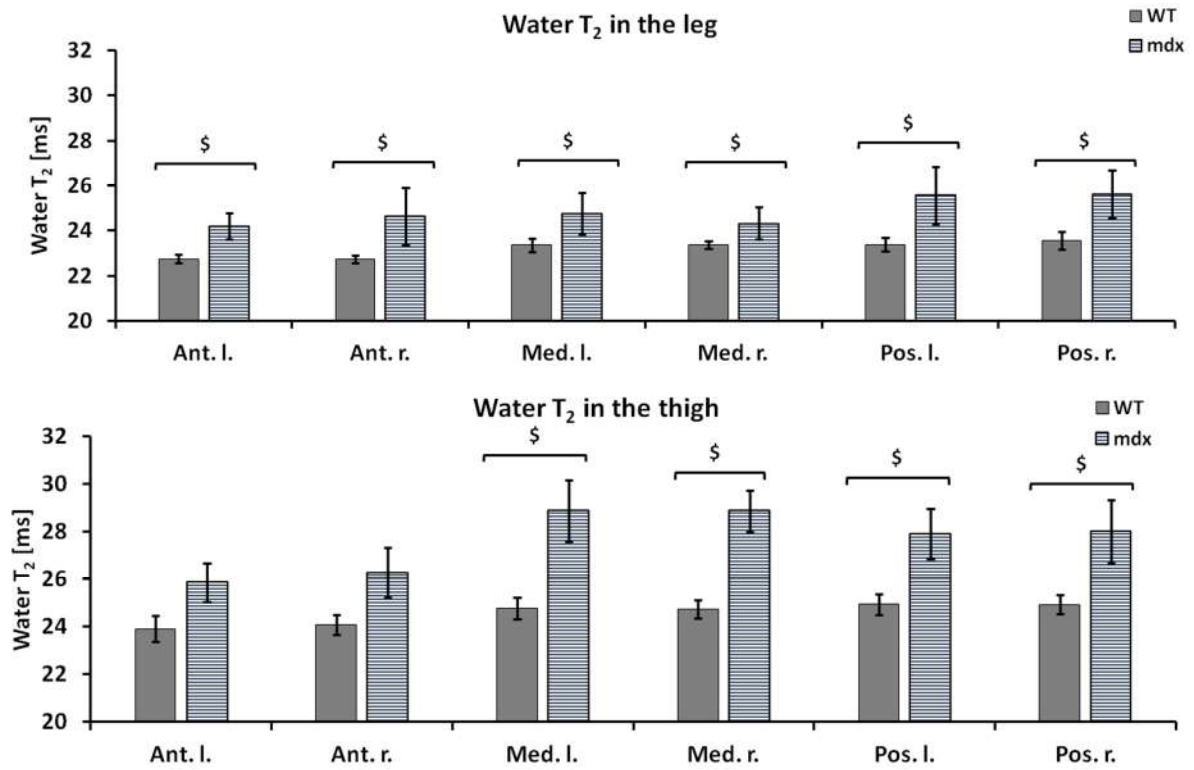 Water T₂ in the leg
WT
mdx
Water T₂ [ms]
32
30
28
26
24
22
20
$ $ $ $ $ $
Ant. l. Ant. r. Med. l. Med. r. Pos. l. Pos. r.
Water T₂ in the thigh
WT
mdx
Water T₂ [ms]
32
30
28
26
24
22
20
$ $ $ $
Ant. l. Ant. r. Med. l. Med. r. Pos. l. Pos. r.